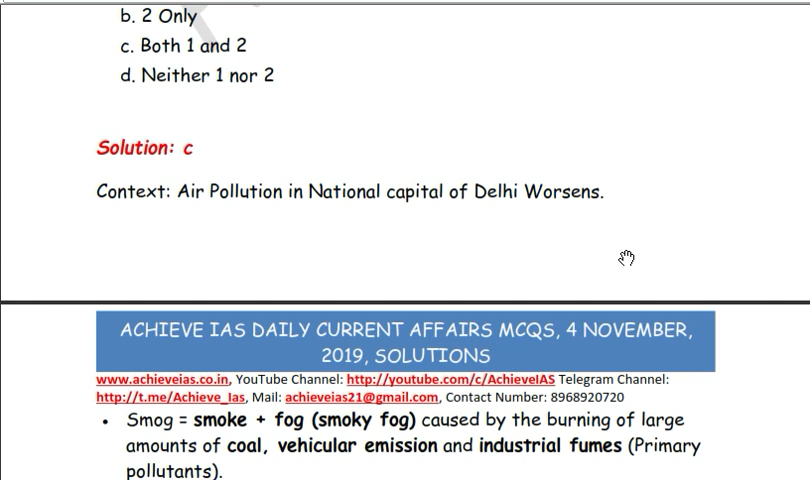 b. 2 Only
c. Both 1 and 2
d. Neither 1 nor 2
Solution: c
Context: Air Pollution in National capital of Delhi Worsens.
ACHIEVE IAS DAILY CURRENT AFFAIRS MCQS, 4 NOVEMBER,
2019, SOLUTIONS
www.achieveias.co.in, YouTube Channel: http://youtube.com/c/AchieveIAS Telegram Channel:
http://t.me/Achieve_Ias, Mail: achieveias21@gmail.com, Contact Number: 8968920720
• Smog = smoke + fog (smoky fog) caused by the burning of large
amounts of coal, vehicular emission and industrial fumes (Primary
pollutants).